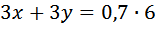 3x + 3y = 0,7 · 6